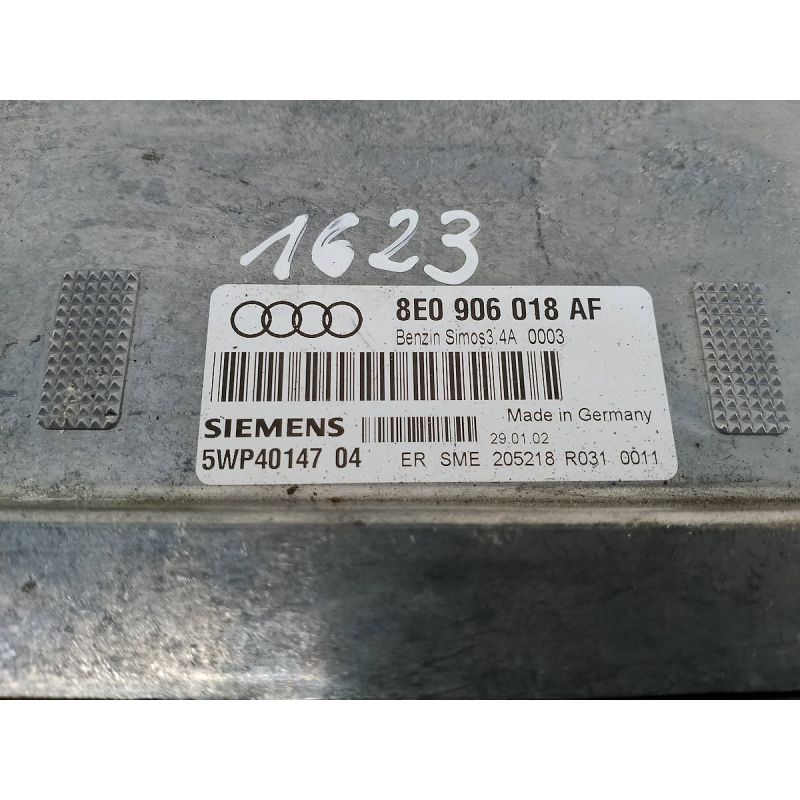 1623
8E0 906 018 AF
Benzin Simos3.4A 0003
Made in Germany
SIEMENS
29.01.02
5WP40147 04 ER SME 205218 R031 0011